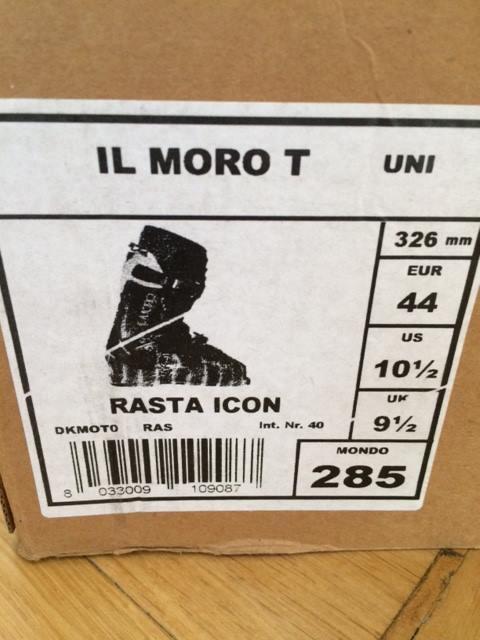 IL MORO T UNI
326 mm
EUR
44
US
10½
UK
9½
RASTA ICON
DKMOT0 RAS Int. Nr. 40
8 033009 109087
MONDO
285